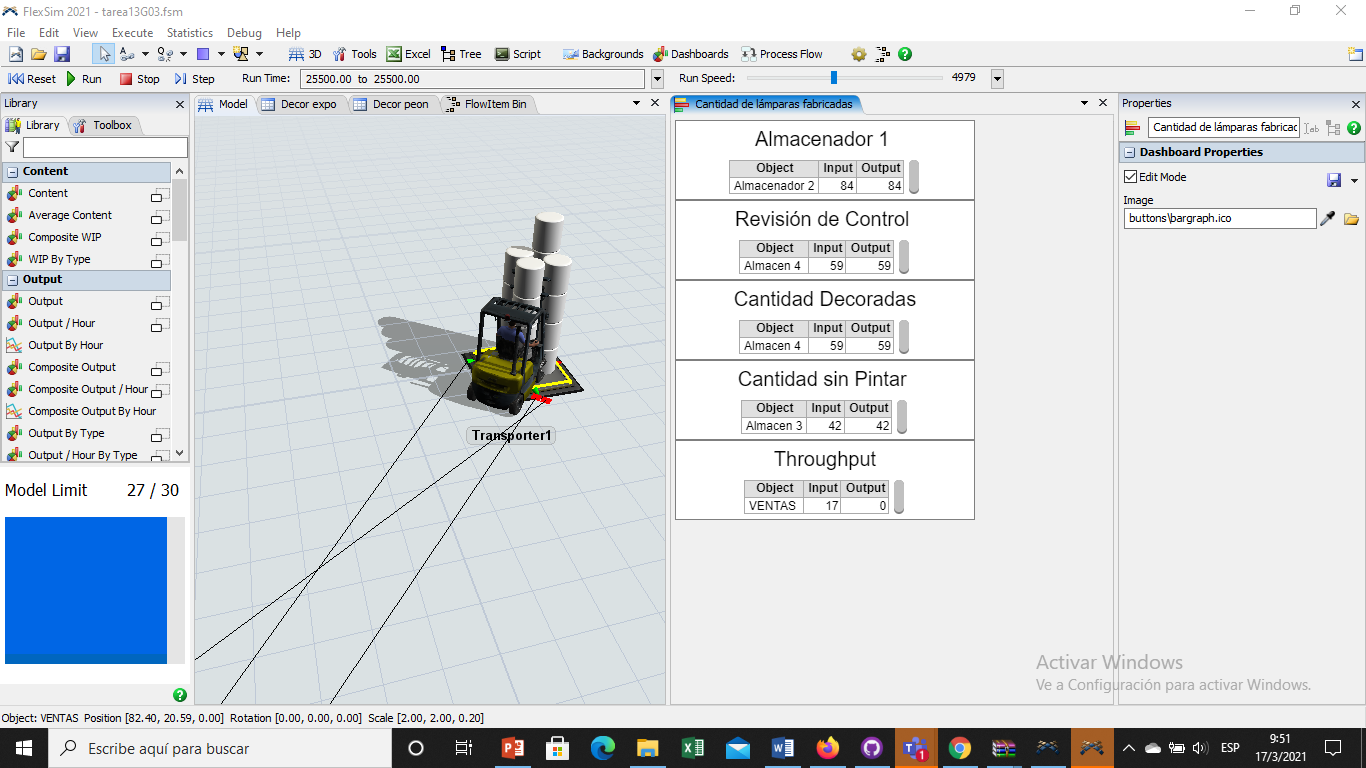 FlexSim 2021 - tarea13G03.fsm
File Edit View Execute Statistics Debug Help
3D Tools Excel Tree Script Backgrounds Dashboards Process Flow
Reset Run Stop Step Run Time: 25500.00 to 25500.00 Run Speed: 4979
Library
Library Toolbox
Content
Content
Average Content
Composite WIP
WIP By Type
Output
Output
Output / Hour
Output By Hour
Composite Output
Composite Output / Hour
Composite Output By Hour
Output By Type
Output / Hour By Type
Model Limit 27 / 30
Model Decor expo Decor peon FlowItem Bin
Transporter1
Cantidad de lámparas fabricadas
Almacenador 1
Object Input Output
Almacenador 2 84 84
Revisión de Control
Object Input Output
Almacen 4 59 59
Cantidad Decoradas
Object Input Output
Almacen 4 59 59
Cantidad sin Pintar
Object Input Output
Almacen 3 42 42
Throughput
Object Input Output
VENTAS 17 0
Properties
Cantidad de lámparas fabricac
Dashboard Properties
Edit Mode
Image
buttons\bargraph.ico
Activar Windows
Ve a Configuración para activar Windows.
Object: VENTAS Position [82.40, 20.59, 0.00] Rotation [0.00, 0.00, 0.00] Scale [2.00, 2.00, 0.20]
Escribe aquí para buscar
1
ESP
9:51
17/3/2021